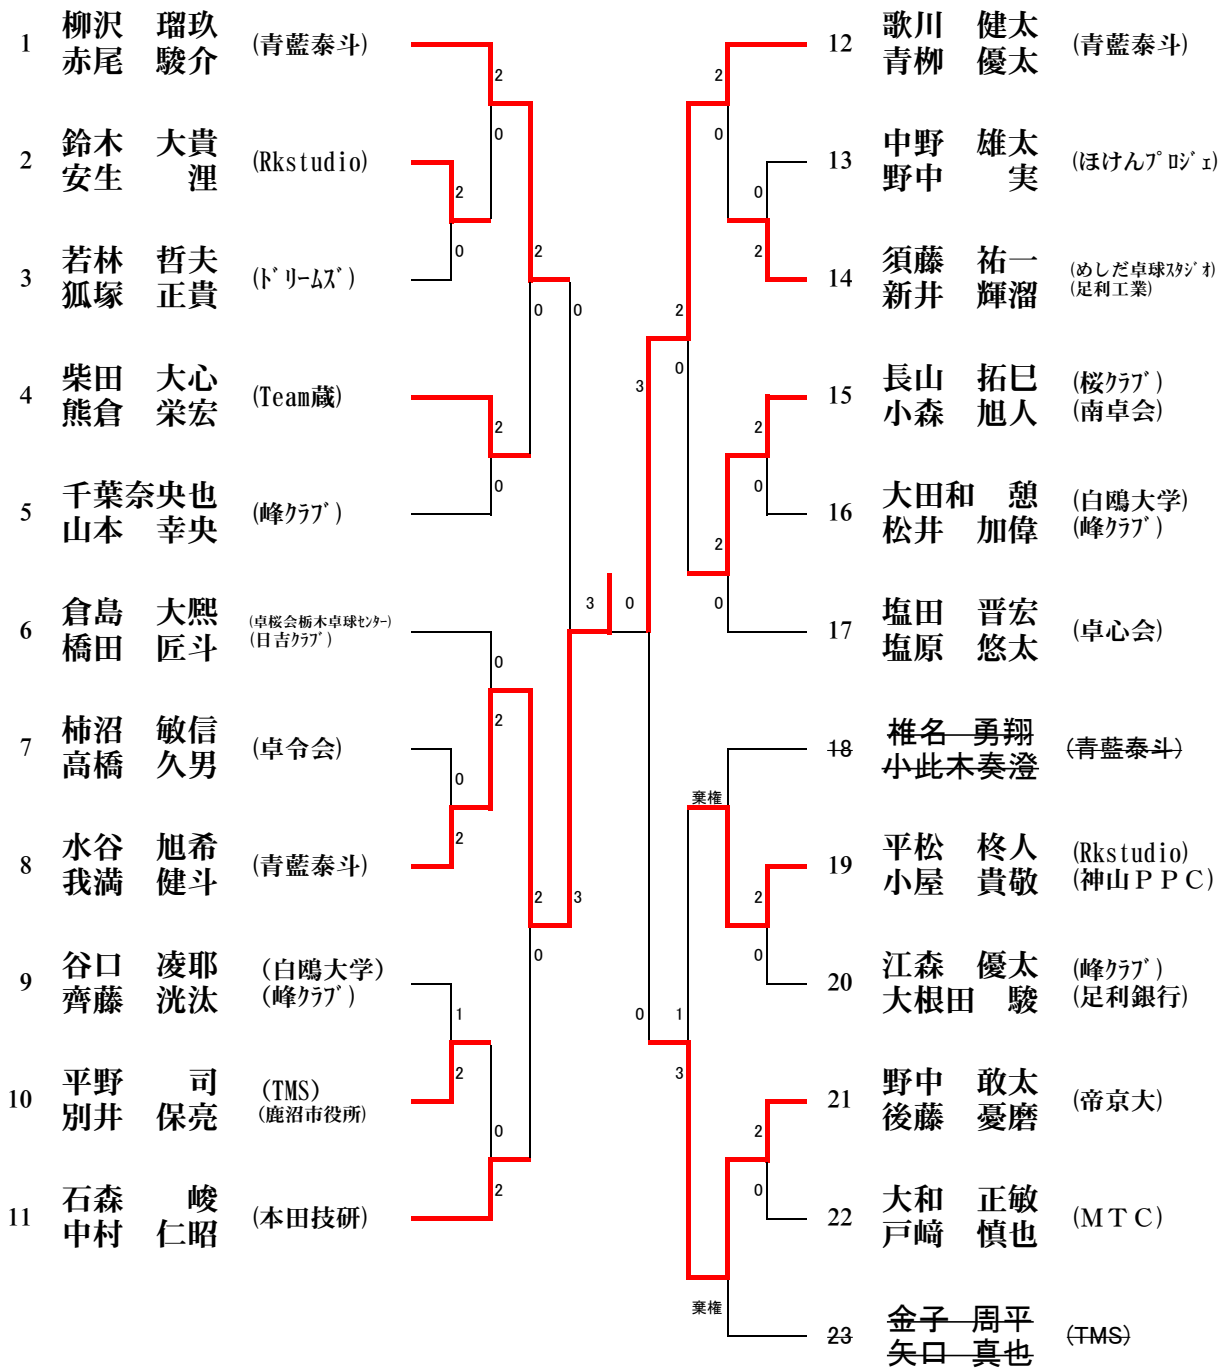 1 柳沢 瑠玖 (青藍泰斗)
赤尾 駿介
2
0
2 鈴木 大貴 (Rkstudio)
安生 浬
2
0
3 若林 哲夫 (ドリームズ)
狐塚 正貴
2
0
0
4 柴田 大心 (Team蔵)
熊倉 栄宏
2
0
5 千葉奈央也 (峰クラブ)
山本 幸央
3
6 倉島 大熙 (卓桜会栃木卓球センター)
橋田 匠斗 (日吉クラブ)
0
2
7 柿沼 敏信 (卓令会)
高橋 久男
0
2
8 水谷 旭希 (青藍泰斗)
我満 健斗
2
3
0
9 谷口 凌耶 (白鴎大学)
齊藤 洸汰 (峰クラブ)
1
2
10 平野 司 (TMS)
別井 保亮 (鹿沼市役所)
0
2
11 石森 峻 (本田技研)
中村 仁昭
12 歌川 健太 (青藍泰斗)
青栁 優太
2
0
13 中野 雄太 (ほけんプロジェ)
野中 実
0
2
14 須藤 祐一 (めしだ卓球スタジオ)
新井 輝溜 (足利工業)
2
0
3
15 長山 拓巳 (桜クラブ)
小森 旭人 (南卓会)
2
0
16 大田和 憩 (白鴎大学)
松井 加偉 (峰クラブ)
2
0
0
17 塩田 晋宏 (卓心会)
塩原 悠太
18 椎名 勇翔 (青藍泰斗)
小此木奏澄
棄権
19 平松 柊人 (Rkstudio)
小屋 貴敬 (神山PPC)
2
0
20 江森 優太 (峰クラブ)
大根田 駿 (足利銀行)
0
1
3
21 野中 敢太 (帝京大)
後藤 憂磨
2
0
22 大和 正敏 (MTC)
戸﨑 慎也
棄権
23 金子 周平 (TMS)
矢口 真也